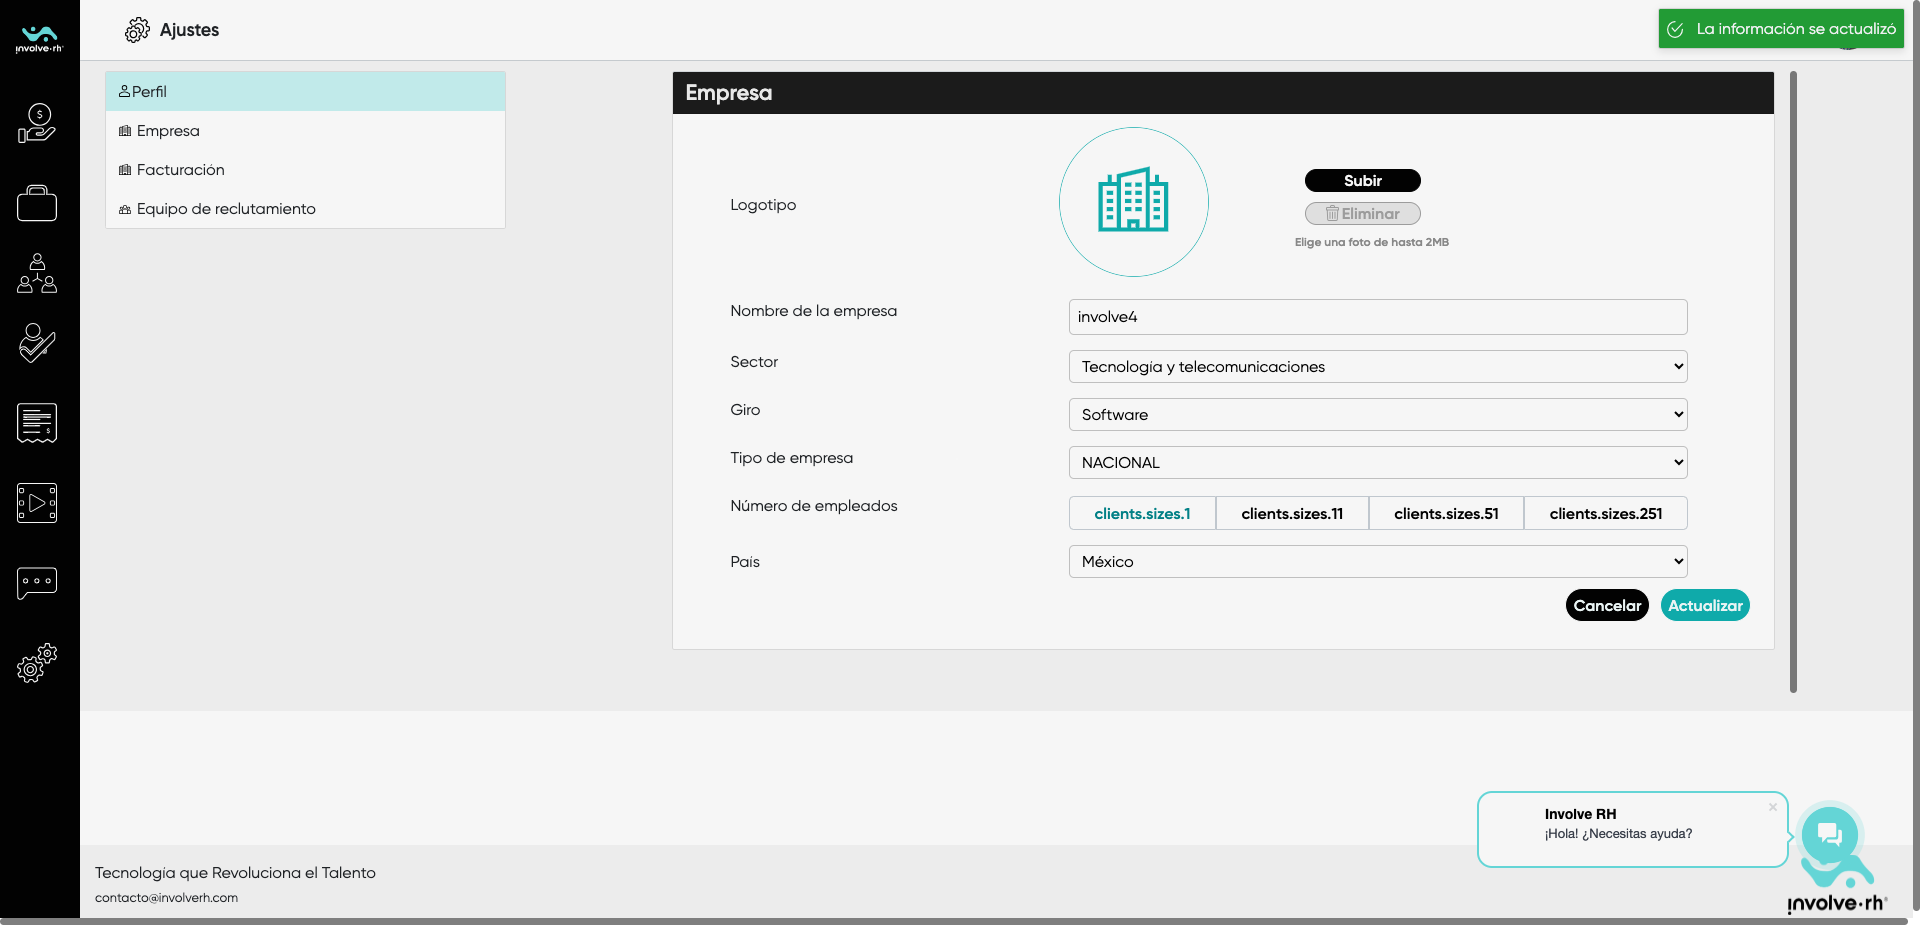 involve·rh®
Ajustes
La información se actualizó
Perfil
Empresa
Facturación
Equipo de reclutamiento
Empresa
Logotipo
Subir
Eliminar
Elige una foto de hasta 2MB
Nombre de la empresa
involve4
Sector
Tecnología y telecomunicaciones
Giro
Software
Tipo de empresa
NACIONAL
Número de empleados
clients.sizes.1
clients.sizes.11
clients.sizes.51
clients.sizes.251
País
México
Cancelar
Actualizar
Involve RH
¡Hola! ¿Necesitas ayuda?
Tecnología que Revoluciona el Talento
contacto@involverh.com
involve·rh®